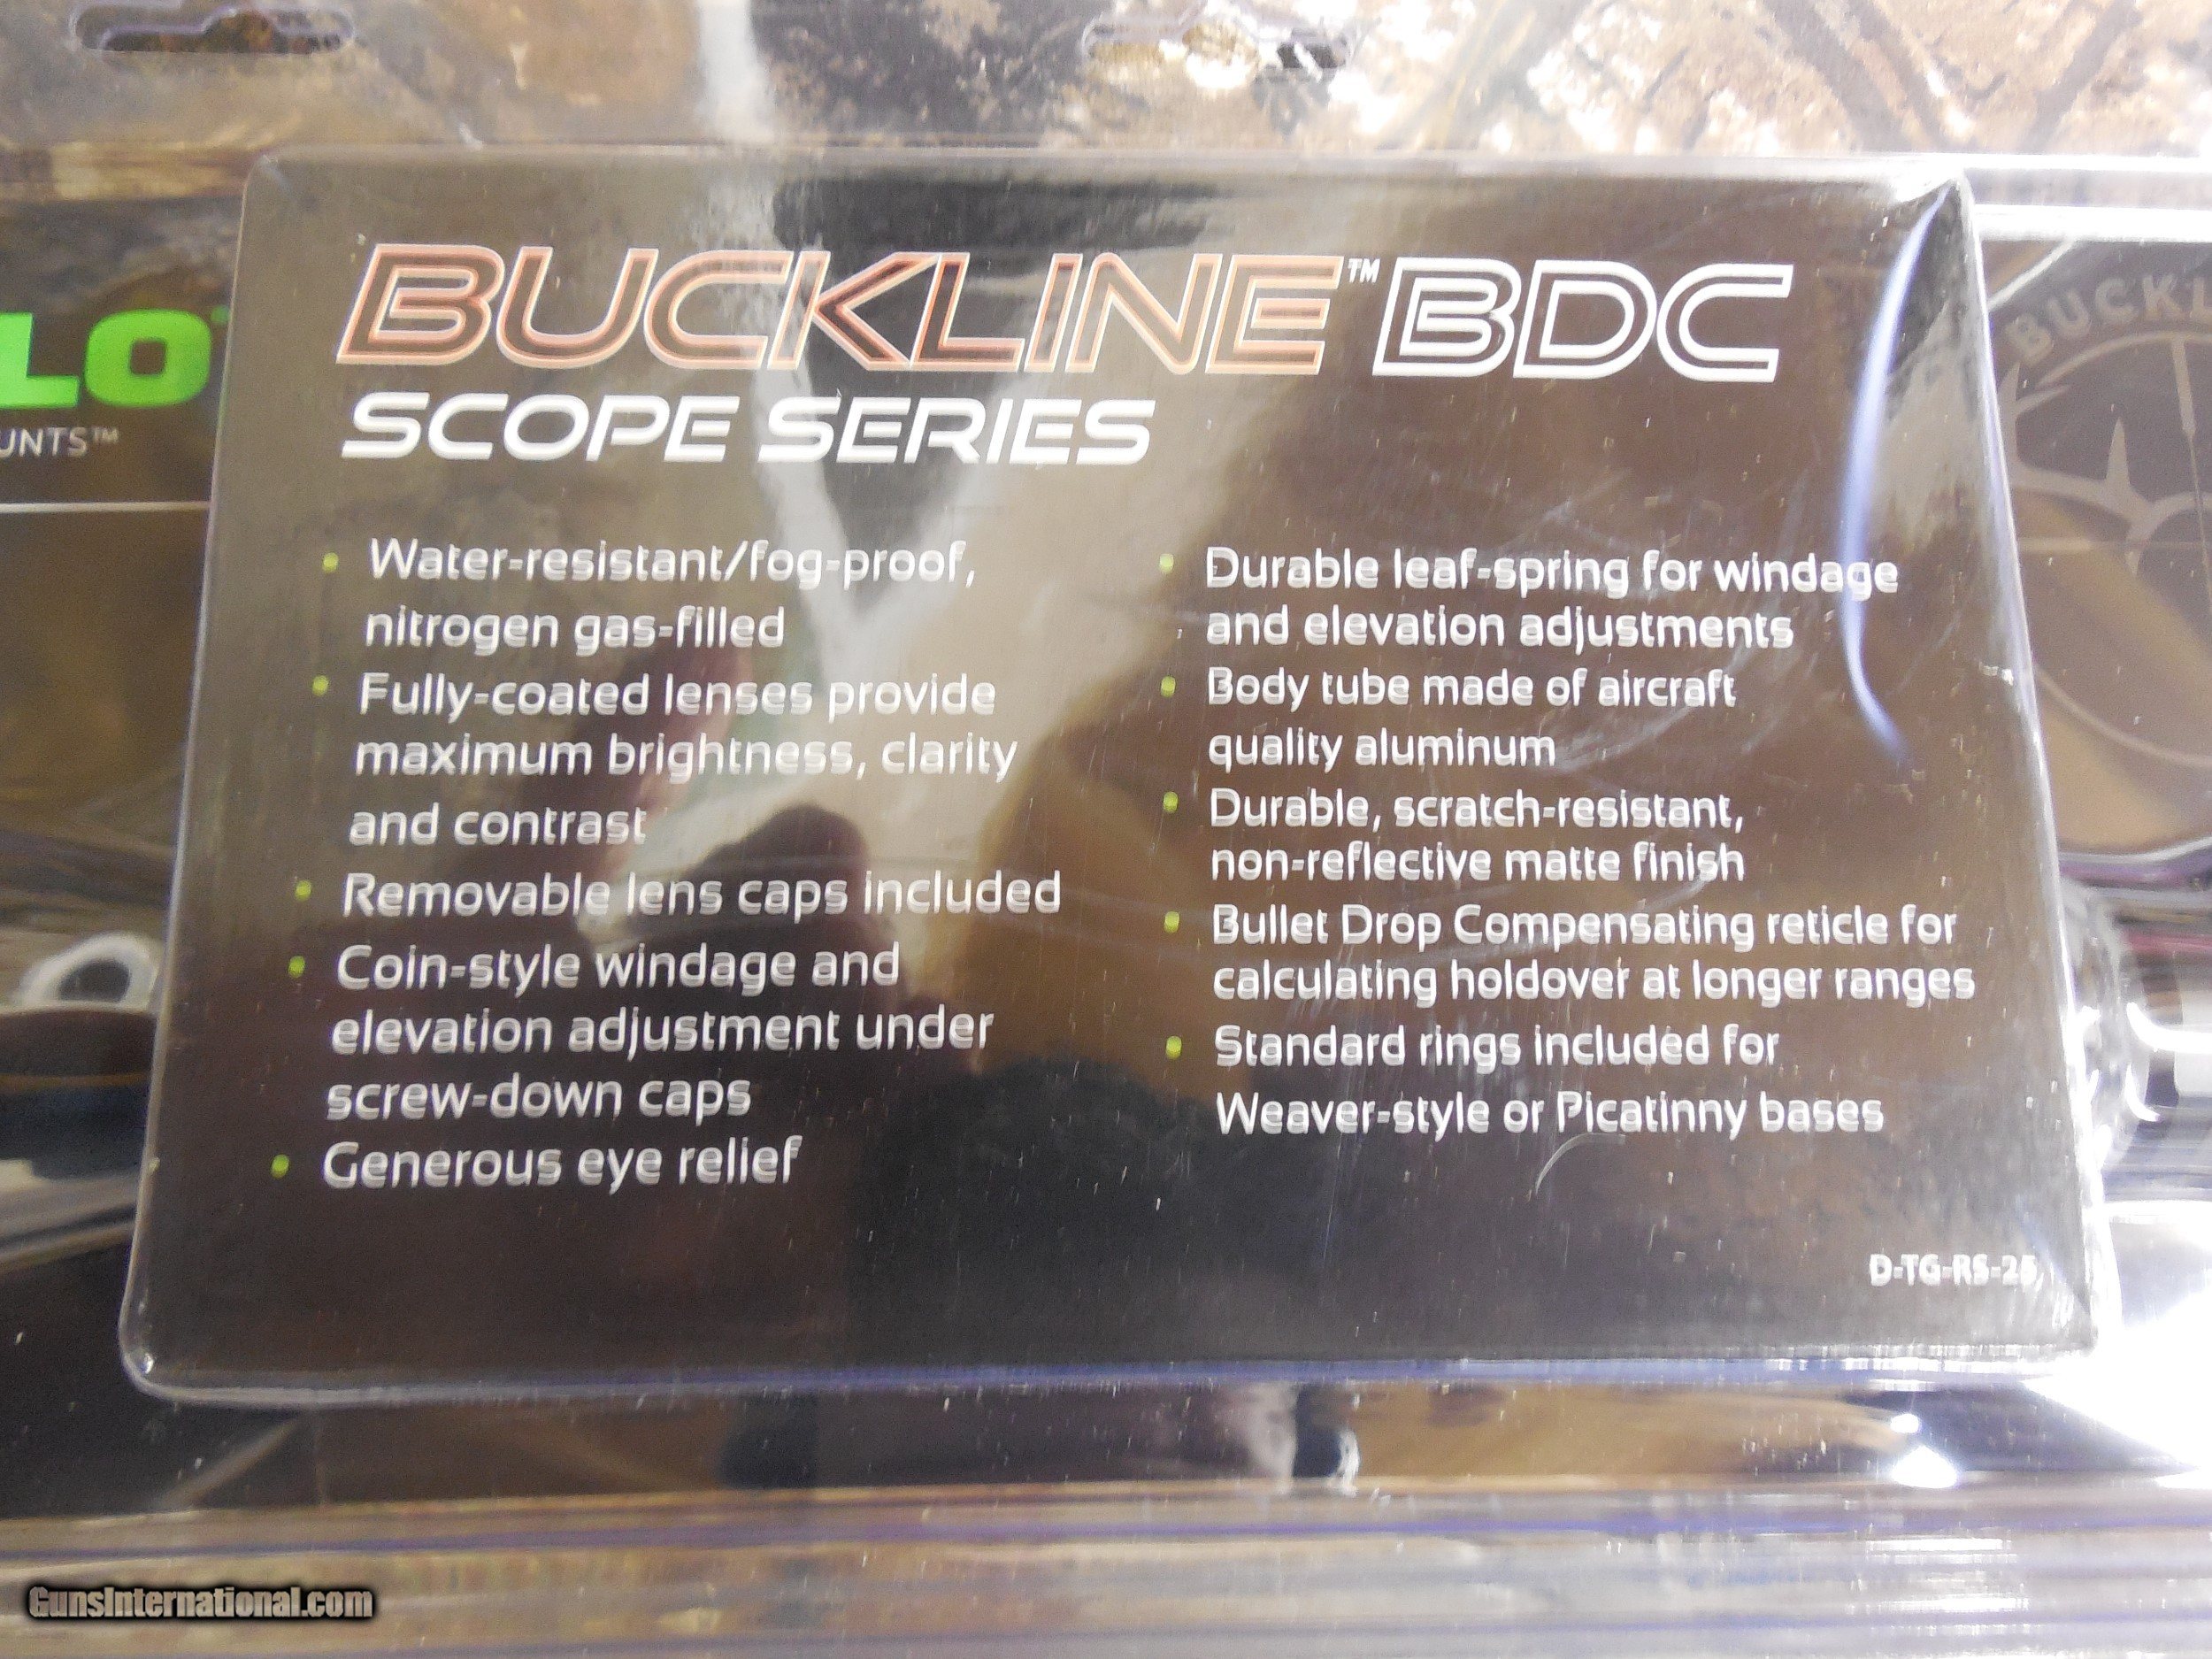 BUCKLINE™ BDC
SCOPE SERIES
LO
UNTS™
BUCK
• Water-resistant/fog-proof,
nitrogen gas-filled
• Fully-coated lenses provide
maximum brightness, clarity
and contrast
• Removable lens caps included
• Coin-style windage and
elevation adjustment under
screw-down caps
• Generous eye relief
• Durable leaf-spring for windage
and elevation adjustments
• Body tube made of aircraft
quality aluminum
• Durable, scratch-resistant,
non-reflective matte finish
• Bullet Drop Compensating reticle for
calculating holdover at longer ranges
• Standard rings included for
Weaver-style or Picatinny bases
D-TG-RS-25
GunsInternational.com